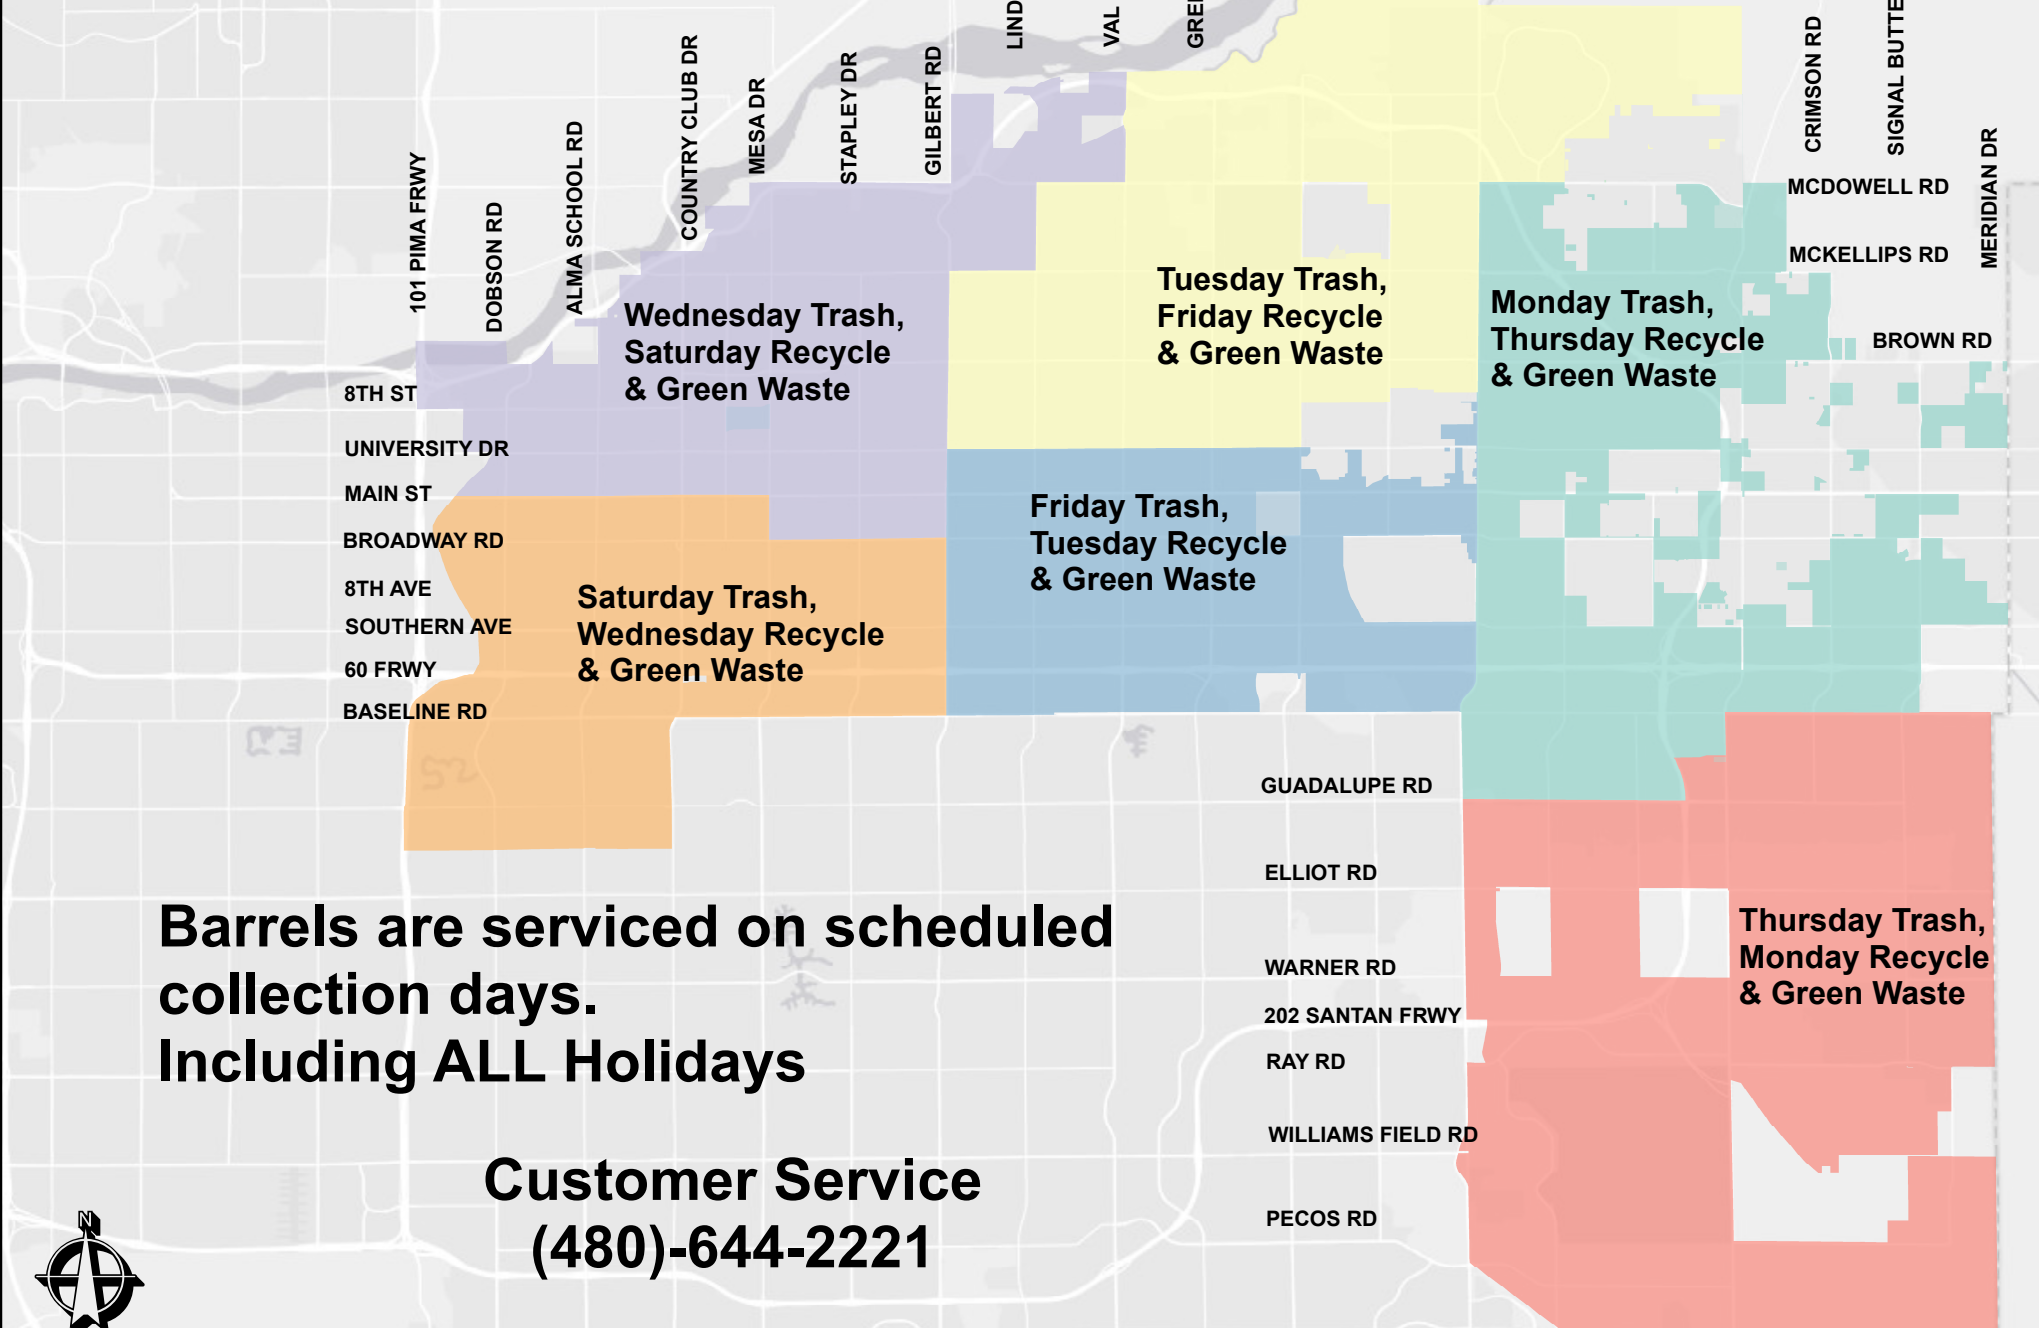 LIND
VAL
GREE
CRIMSON RD
SIGNAL BUTTE
MERIDIAN DR
101 PIMA FRWY
DOBSON RD
ALMA SCHOOL RD
COUNTRY CLUB DR
MESA DR
STAPLEY DR
GILBERT RD
MCDOWELL RD
MCKELLIPS RD
BROWN RD
Wednesday Trash,
Saturday Recycle
& Green Waste
Tuesday Trash,
Friday Recycle
& Green Waste
Monday Trash,
Thursday Recycle
& Green Waste
8TH ST
UNIVERSITY DR
MAIN ST
BROADWAY RD
8TH AVE
SOUTHERN AVE
60 FRWY
BASELINE RD
Friday Trash,
Tuesday Recycle
& Green Waste
Saturday Trash,
Wednesday Recycle
& Green Waste
GUADALUPE RD
ELLIOT RD
WARNER RD
202 SANTAN FRWY
RAY RD
WILLIAMS FIELD RD
PECOS RD
Thursday Trash,
Monday Recycle
& Green Waste
Barrels are serviced on scheduled
collection days.
Including ALL Holidays
Customer Service
(480)-644-2221
N